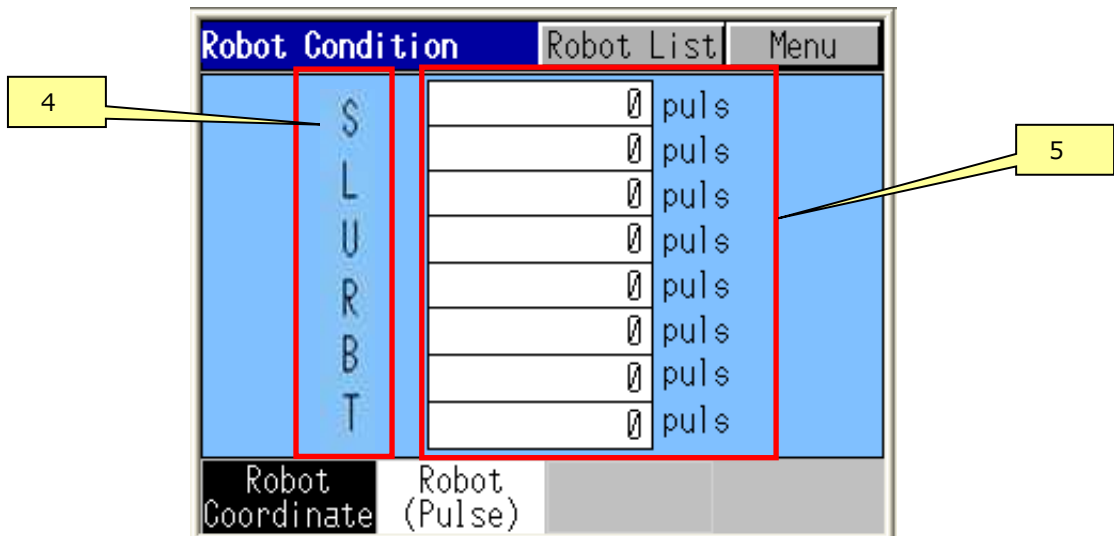 Robot Condition Robot List Menu
4
5
S
L
U
R
B
T
0 puls
0 puls
0 puls
0 puls
0 puls
0 puls
0 puls
0 puls
Robot Coordinate
Robot (Pulse)